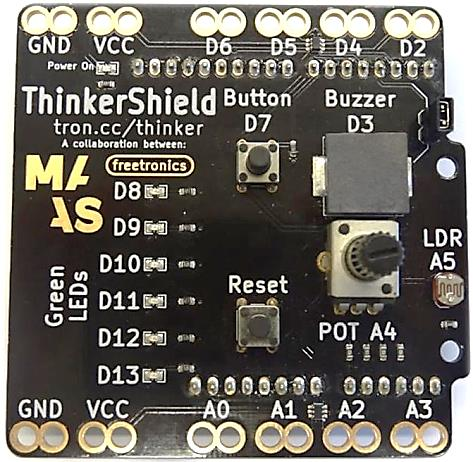 GND VCC D6 D5 D4 D2
Power On
ThinkerShield
tron.cc/thinker
A collaboration between:
MA
AS
freetronics
Button
D7
Buzzer
D3
D8
D9
D10
D11
D12
D13
Green
LEDs
Reset
LDR
A5
POT A4
GND VCC A0 A1 A2 A3